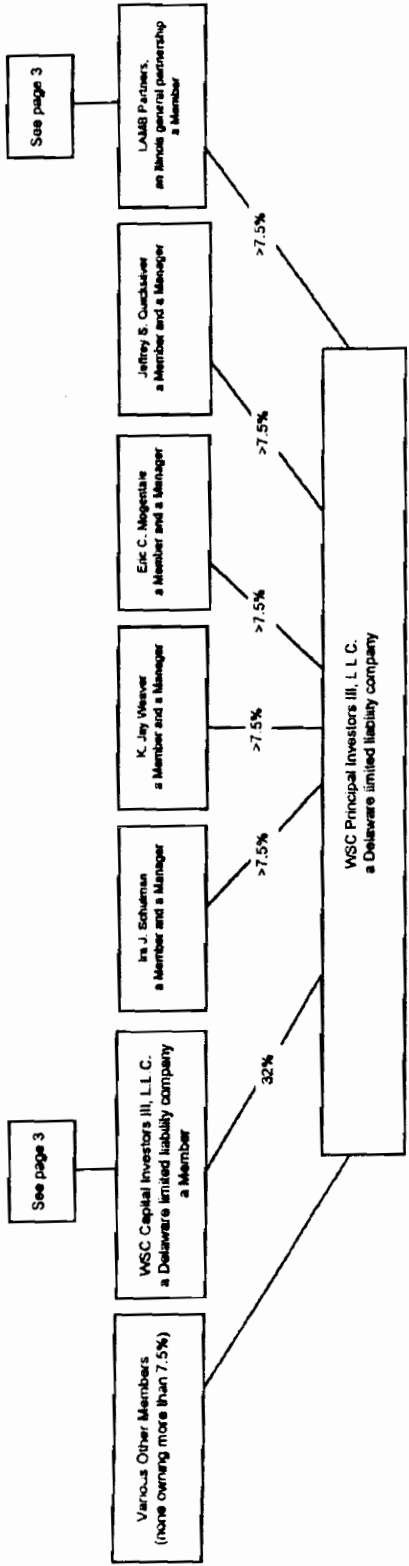 See page 3
See page 3
Various Other Members
(none owning more than 7.5%)
WSC Capital Investors III, L.L.C.
a Delaware limited liability company
a Member
Ira J. Schulman
a Member and a Manager
K. Jay Weaver
a Member and a Manager
Eric C. Mogentale
a Member and a Manager
Jeffrey S. Quicksilver
a Member and a Manager
LAMB Partners,
an Illinois general partnership
a Member
32%
>7.5%
>7.5%
>7.5%
>7.5%
>7.5%
WSC Principal Investors III, L.L.C.
a Delaware limited liability company